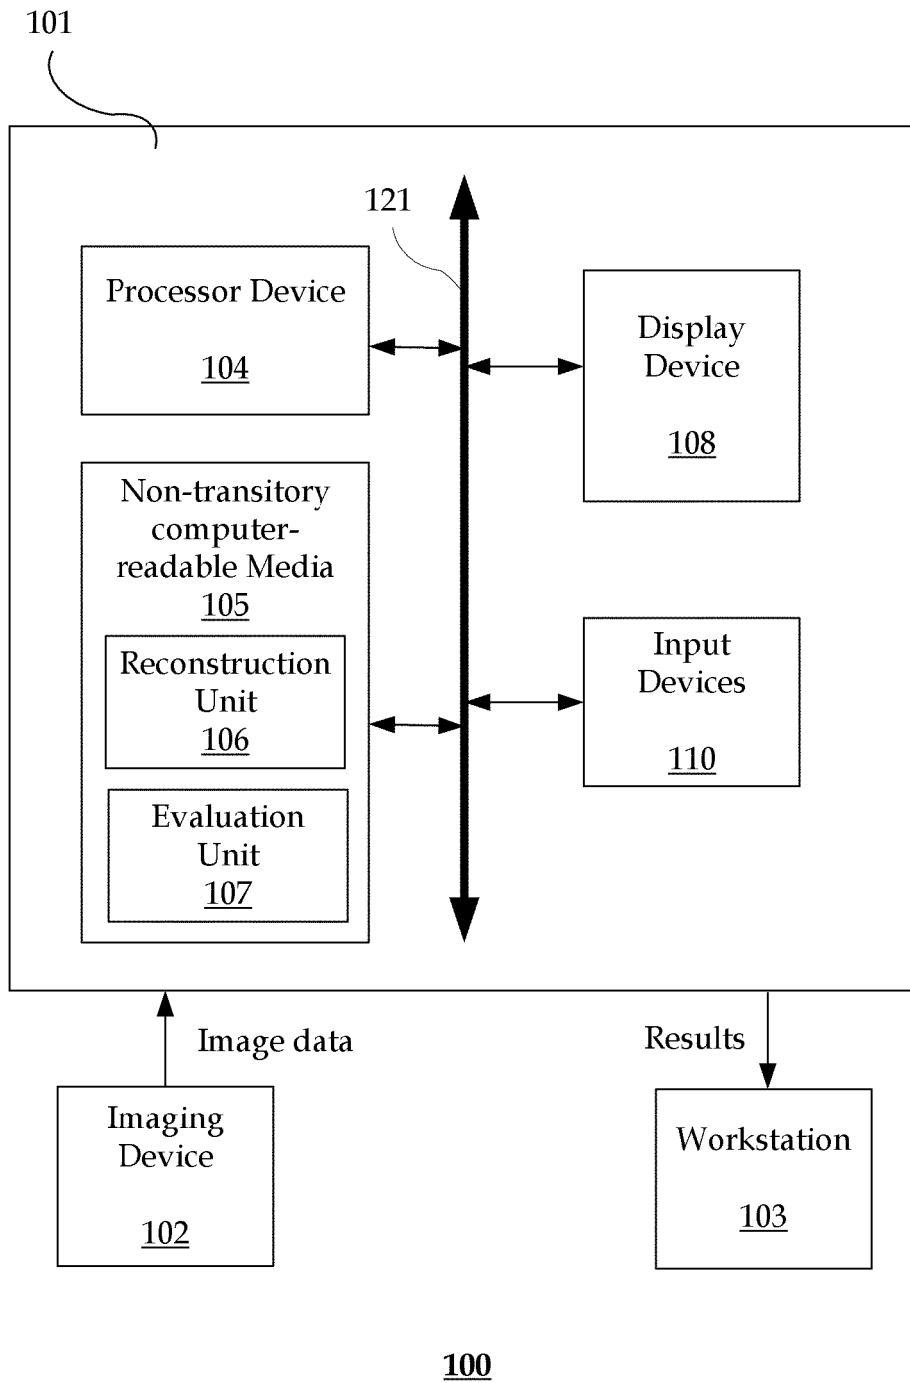 101
121
Processor Device
104
Display
Device
108
Non-transitory
computer-
readable Media
105
Reconstruction
Unit
106
Evaluation
Unit
107
Input
Devices
110
Image data
Results
Imaging
Device
102
Workstation
103
100